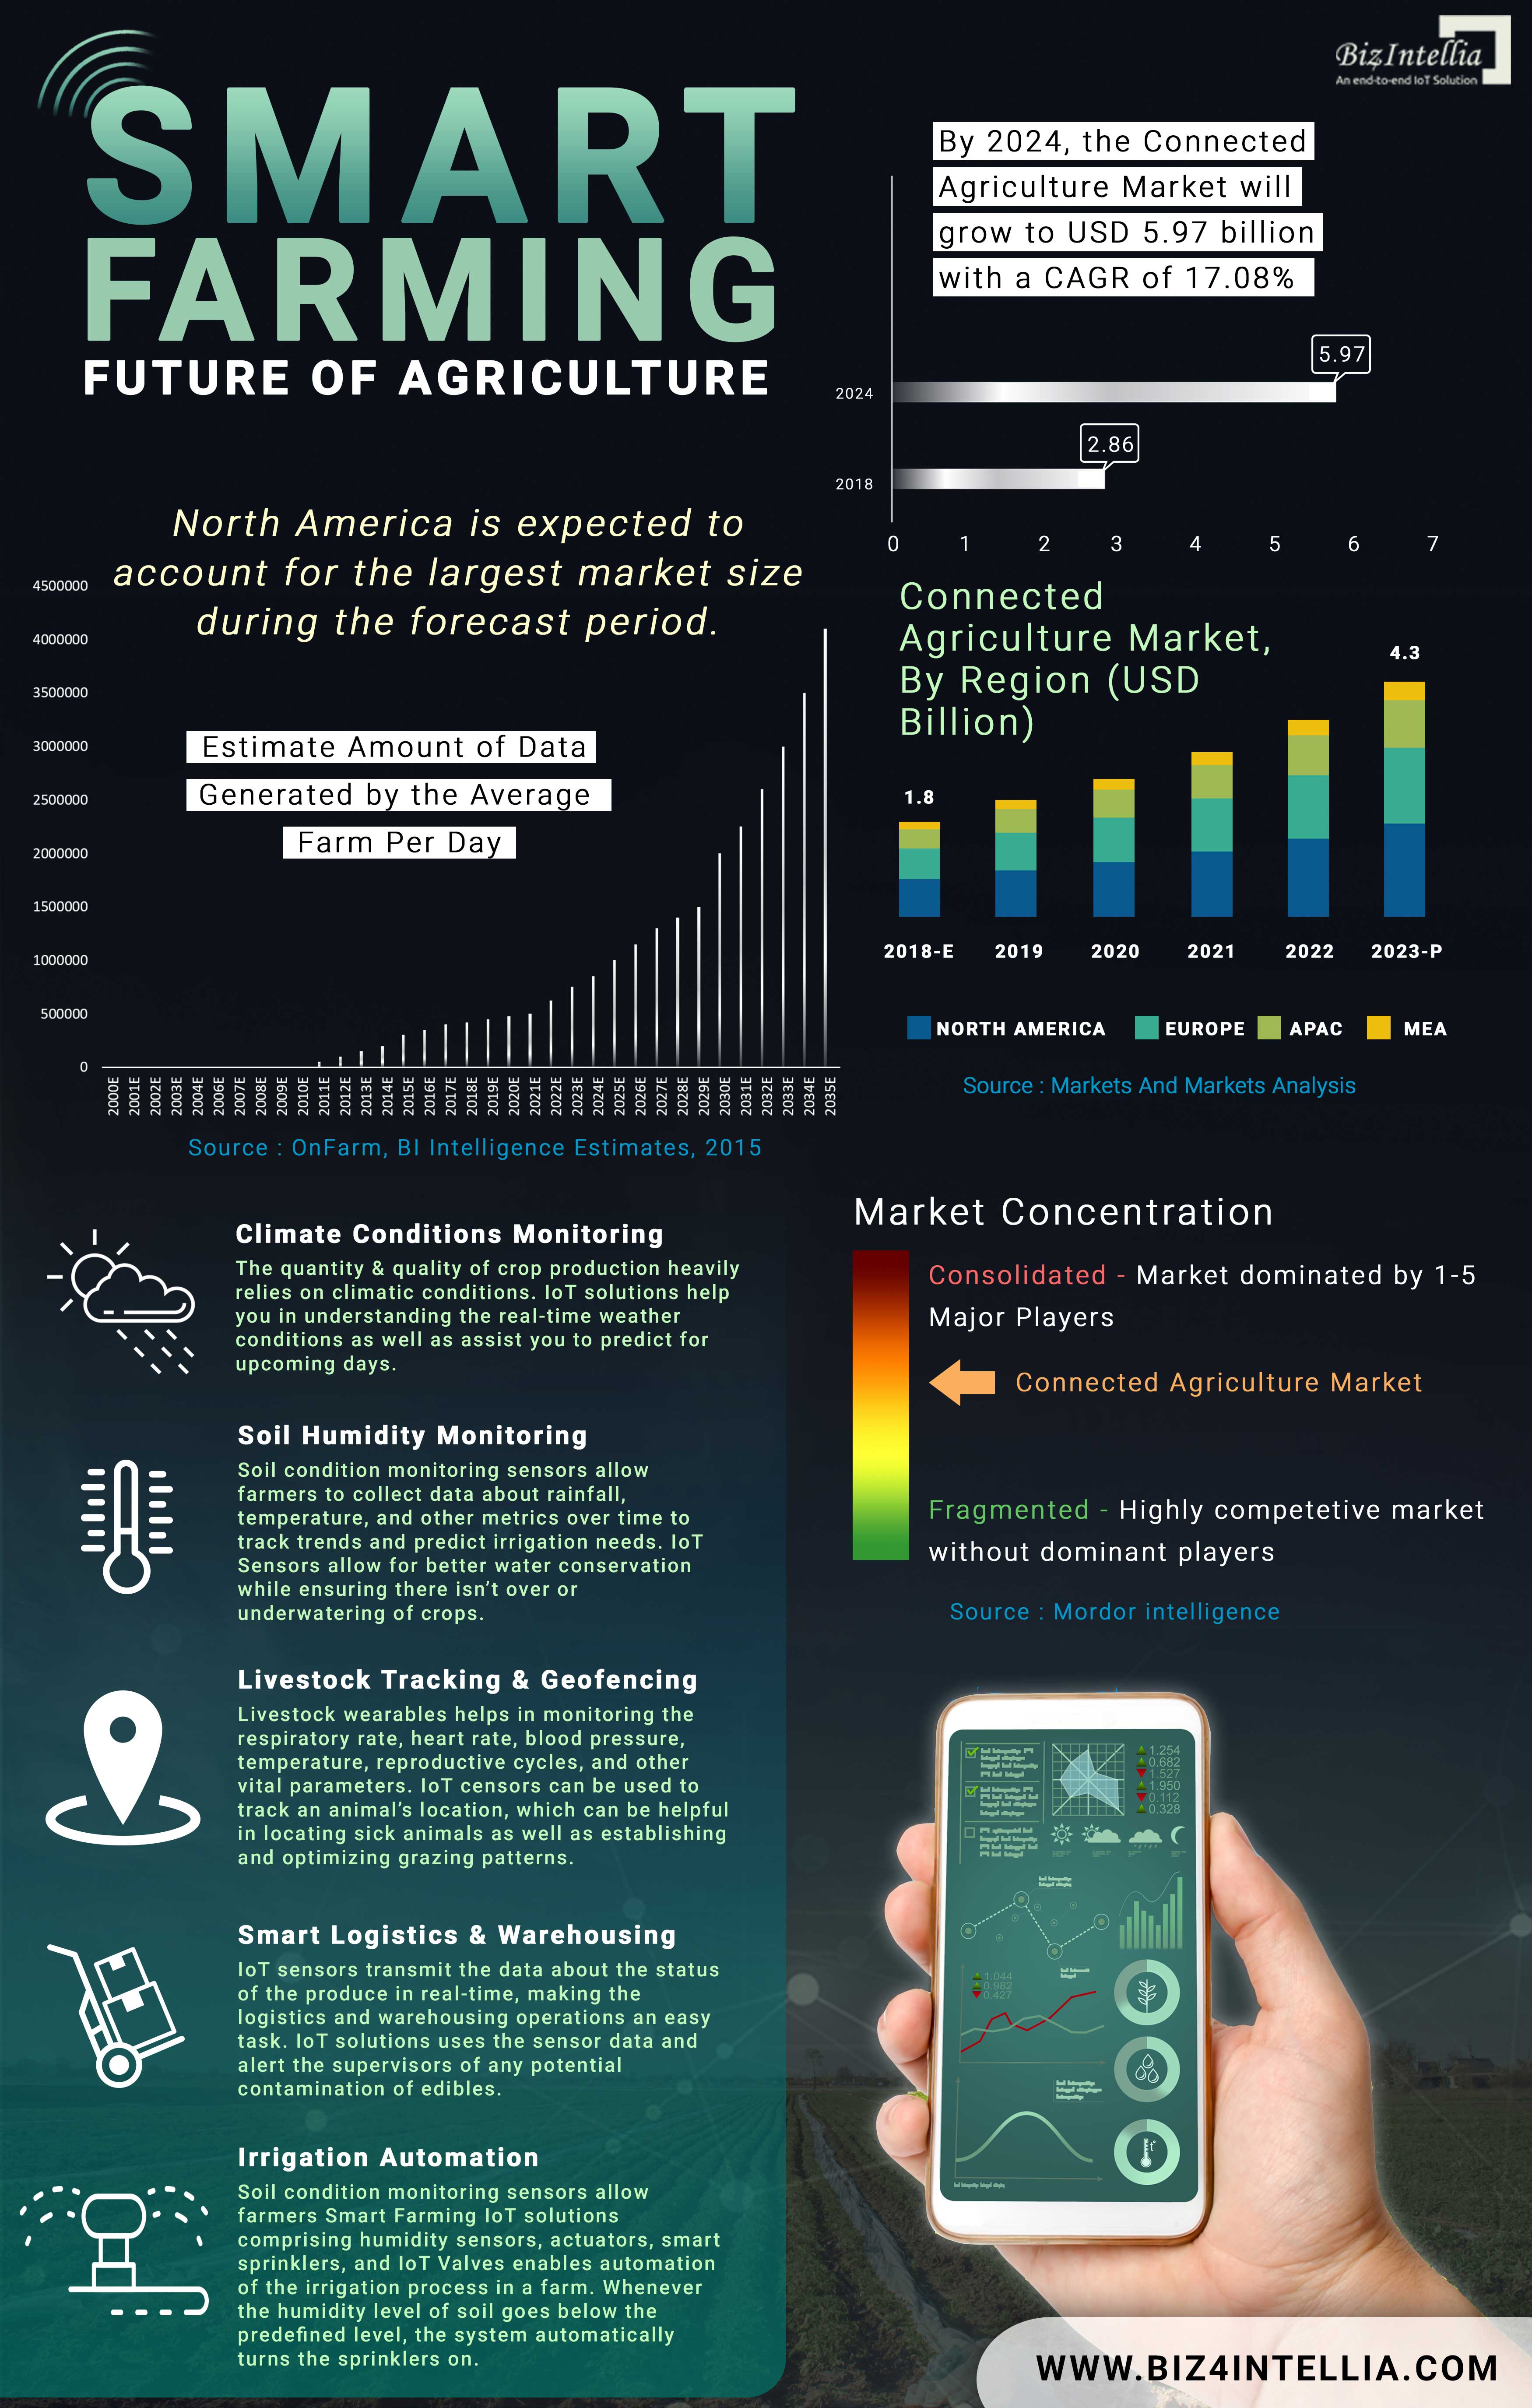 BizIntellia
An end-to-end IoT Solution
SMART
FARMING
FUTURE OF AGRICULTURE
By 2024, the Connected
Agriculture Market will
grow to USD 5.97 billion
with a CAGR of 17.08%
5.97
2024
2.86
2018
0 1 2 3 4 5 6 7
North America is expected to
account for the largest market size
during the forecast period.
4500000
4000000
3500000
3000000
2500000
2000000
1500000
1000000
500000
0
Estimate Amount of Data
Generated by the Average
Farm Per Day
2000E 2001E 2002E 2003E 2004E 2006E 2007E 2008E 2009E 2010E 2011E 2012E 2013E 2014E 2015E 2016E 2017E 2018E 2019E 2020E 2021E 2022E 2023E 2024E 2025E 2026E 2027E 2028E 2029E 2030E 2031E 2032E 2033E 2034E 2035E
Source : OnFarm, BI Intelligence Estimates, 2015
Connected
Agriculture Market,
By Region (USD
Billion)
4.3
1.8
2018-E 2019 2020 2021 2022 2023-P
NORTH AMERICA EUROPE APAC MEA
Source : Markets And Markets Analysis
Climate Conditions Monitoring
The quantity & quality of crop production heavily
relies on climatic conditions. IoT solutions help
you in understanding the real-time weather
conditions as well as assist you to predict for
upcoming days.
Soil Humidity Monitoring
Soil condition monitoring sensors allow
farmers to collect data about rainfall,
temperature, and other metrics over time to
track trends and predict irrigation needs. IoT
Sensors allow for better water conservation
while ensuring there isn't over or
underwatering of crops.
Livestock Tracking & Geofencing
Livestock wearables helps in monitoring the
respiratory rate, heart rate, blood pressure,
temperature, reproductive cycles, and other
vital parameters. IoT censors can be used to
track an animal's location, which can be helpful
in locating sick animals as well as establishing
and optimizing grazing patterns.
Smart Logistics & Warehousing
IoT sensors transmit the data about the status
of the produce in real-time, making the
logistics and warehousing operations an easy
task. IoT solutions uses the sensor data and
alert the supervisors of any potential
contamination of edibles.
Irrigation Automation
Soil condition monitoring sensors allow
farmers Smart Farming IoT solutions
comprising humidity sensors, actuators, smart
sprinklers, and IoT Valves enables automation
of the irrigation process in a farm. Whenever
the humidity level of soil goes below the
predefined level, the system automatically
turns the sprinklers on.
Market Concentration
Consolidated - Market dominated by 1-5
Major Players
Connected Agriculture Market
Fragmented - Highly competetive market
without dominant players
Source : Mordor intelligence
1.254
0.682
1.527
1.950
0.112
0.328
1.044
0.982
0.427
t°
WWW.BIZ4INTELLIA.COM